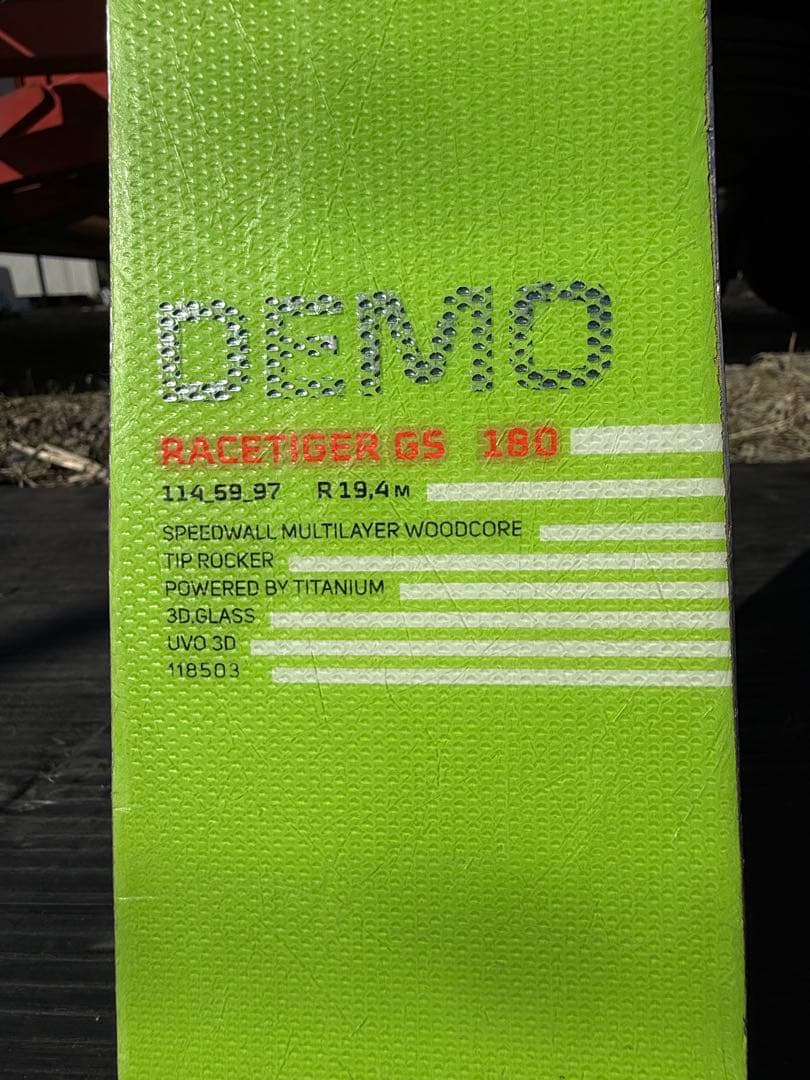 DEMO
RACETIGER GS 180
114_59_97 R 19,4 M
SPEEDWALL MULTILAYER WOODCORE
TIP ROCKER
POWERED BY TITANIUM
3D.GLASS
UVO 3D
118503